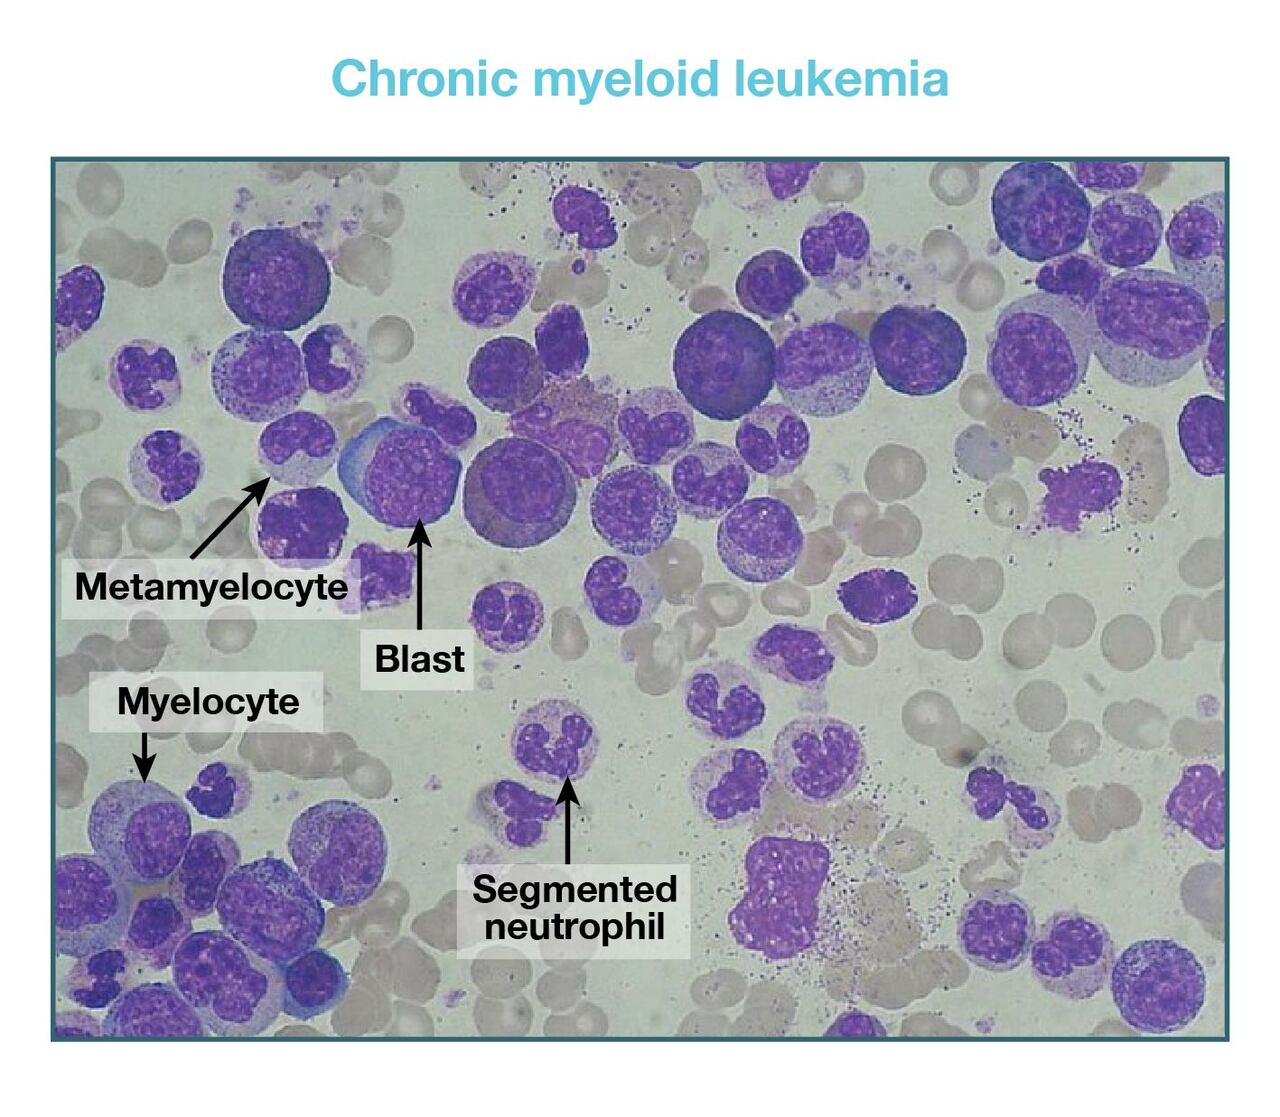 Chronic myeloid leukemia
Metamyelocyte
Blast
Myelocyte
Segmented
neutrophil